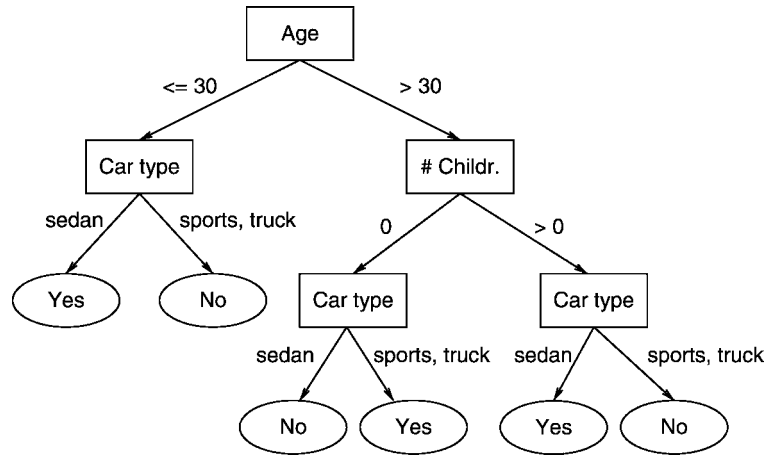 Age
<= 30
> 30
Car type
# Childr.
sedan
sports, truck
0
> 0
Yes
No
Car type
Car type
sedan
sports, truck
sedan
sports, truck
No
Yes
Yes
No